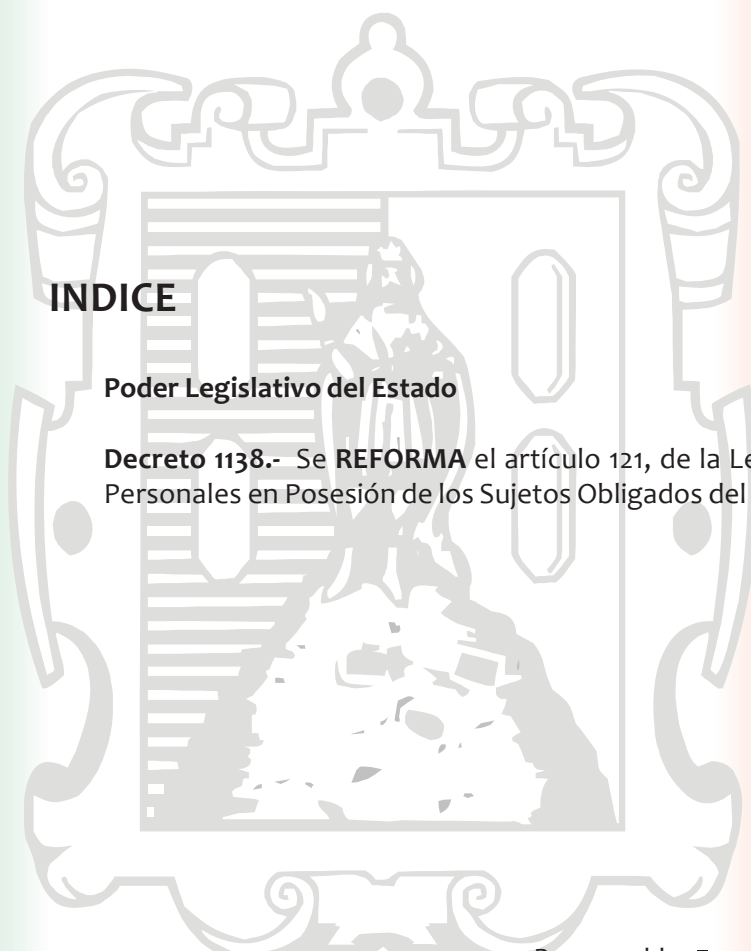 INDICE
Poder Legislativo del Estado
Decreto 1138.- Se REFORMA el artículo 121, de la Le
Personales en Posesión de los Sujetos Obligados del